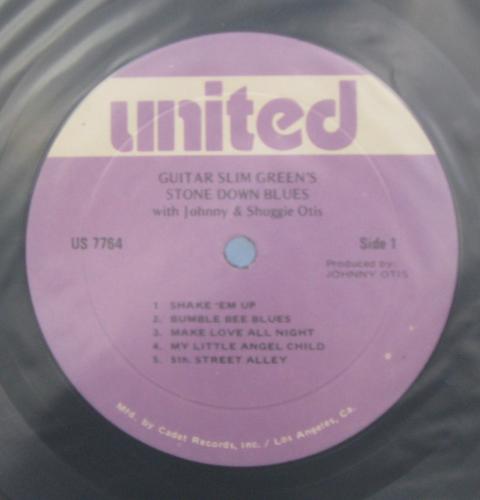 united
GUITAR SLIM GREEN'S
STONE DOWN BLUES
with Johnny & Shuggie Otis
US 7764
Side 1
Produced by:
JOHNNY OTIS
1 SHAKE 'EM UP
2. BUMBLE BEE BLUES
3. MAKE LOVE ALL NIGHT
4. MY LITTLE ANGEL CHILD
5. 5th. STREET ALLEY
Mfd. by Cadet Records, Inc. / Los Angeles, Ca.